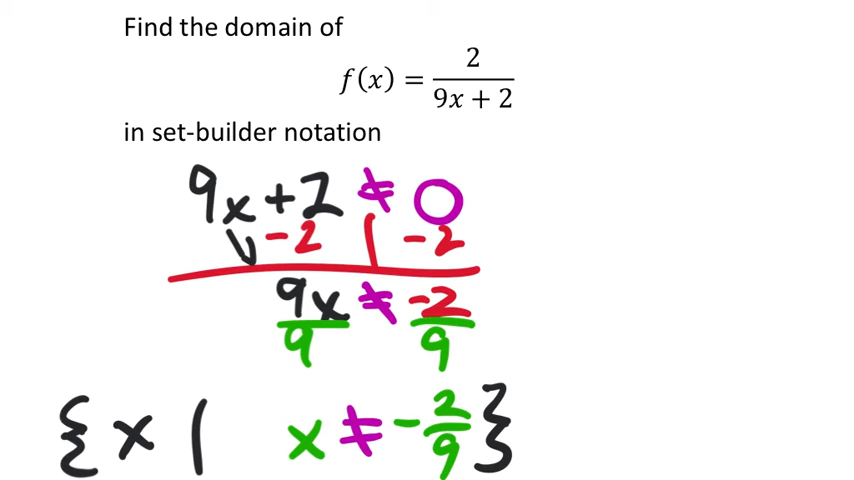 Find the domain of
f(x) = 2/(9x + 2)
in set-builder notation
9x + 2 ≠ 0
-2 | -2
9x ≠ -2
9 9
{ x | x ≠ - 2/9 }